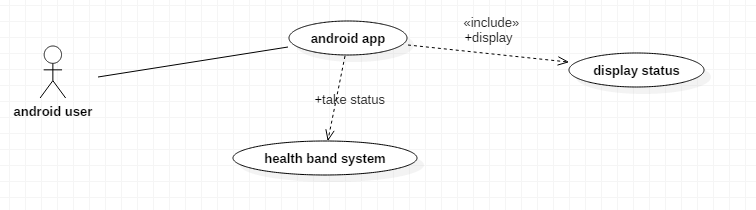 «include»
+display
android app
display status
android user
+take status
health band system